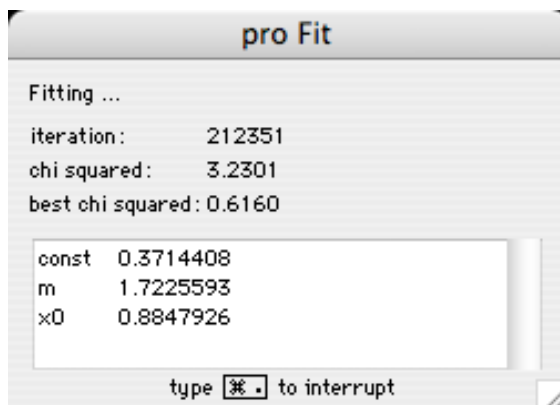 pro Fit
Fitting ...
iteration: 212351
chi squared: 3.2301
best chi squared: 0.6160
const 0.3714408
m 1.7225593
x0 0.8847926
type ⌘ . to interrupt